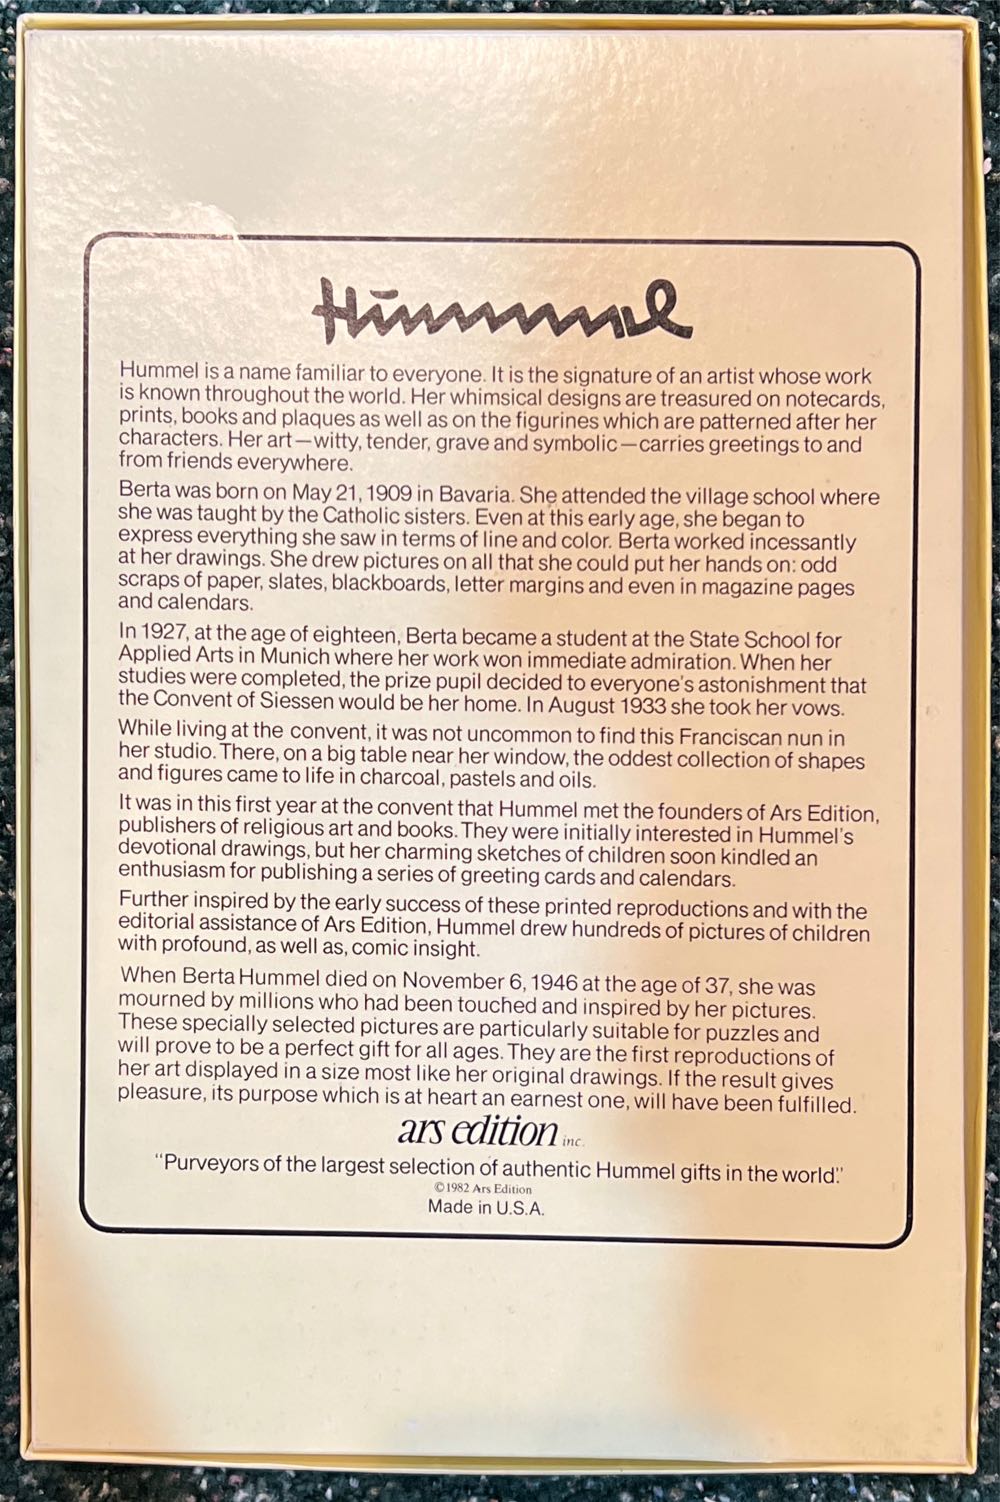 Hummel
Hummel is a name familiar to everyone. It is the signature of an artist whose work
is known throughout the world. Her whimsical designs are treasured on notecards,
prints, books and plaques as well as on the figurines which are patterned after her
characters. Her art—witty, tender, grave and symbolic—carries greetings to and
from friends everywhere.
Berta was born on May 21, 1909 in Bavaria. She attended the village school where
she was taught by the Catholic sisters. Even at this early age, she began to
express everything she saw in terms of line and color. Berta worked incessantly
at her drawings. She drew pictures on all that she could put her hands on: odd
scraps of paper, slates, blackboards, letter margins and even in magazine pages
and calendars.
In 1927, at the age of eighteen, Berta became a student at the State School for
Applied Arts in Munich where her work won immediate admiration. When her
studies were completed, the prize pupil decided to everyone's astonishment that
the Convent of Siessen would be her home. In August 1933 she took her vows.
While living at the convent, it was not uncommon to find this Franciscan nun in
her studio. There, on a big table near her window, the oddest collection of shapes
and figures came to life in charcoal, pastels and oils.
It was in this first year at the convent that Hummel met the founders of Ars Edition,
publishers of religious art and books. They were initially interested in Hummel's
devotional drawings, but her charming sketches of children soon kindled an
enthusiasm for publishing a series of greeting cards and calendars.
Further inspired by the early success of these printed reproductions and with the
editorial assistance of Ars Edition, Hummel drew hundreds of pictures of children
with profound, as well as, comic insight.
When Berta Hummel died on November 6, 1946 at the age of 37, she was
mourned by millions who had been touched and inspired by her pictures.
These specially selected pictures are particularly suitable for puzzles and
will prove to be a perfect gift for all ages. They are the first reproductions of
her art displayed in a size most like her original drawings. If the result gives
pleasure, its purpose which is at heart an earnest one, will have been fulfilled.
ars edition inc.
"Purveyors of the largest selection of authentic Hummel gifts in the world."
©1982 Ars Edition
Made in U.S.A.